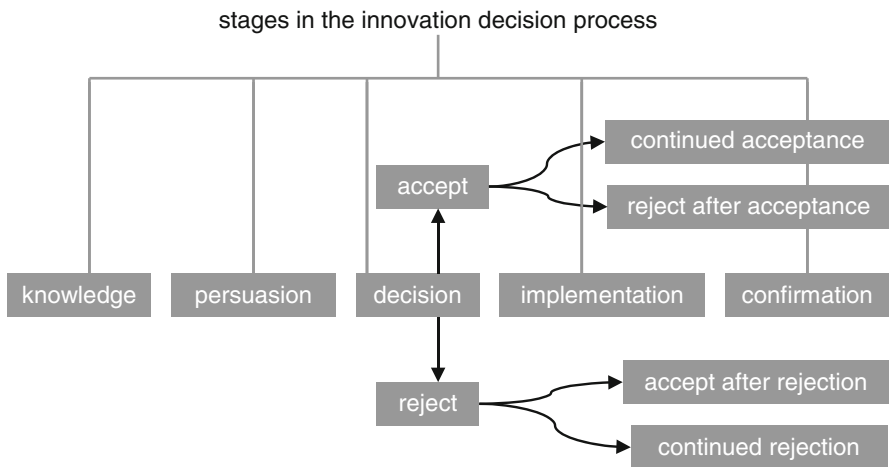 stages in the innovation decision process
continued acceptance
accept
reject after acceptance
knowledge
persuasion
decision
implementation
confirmation
accept after rejection
reject
continued rejection